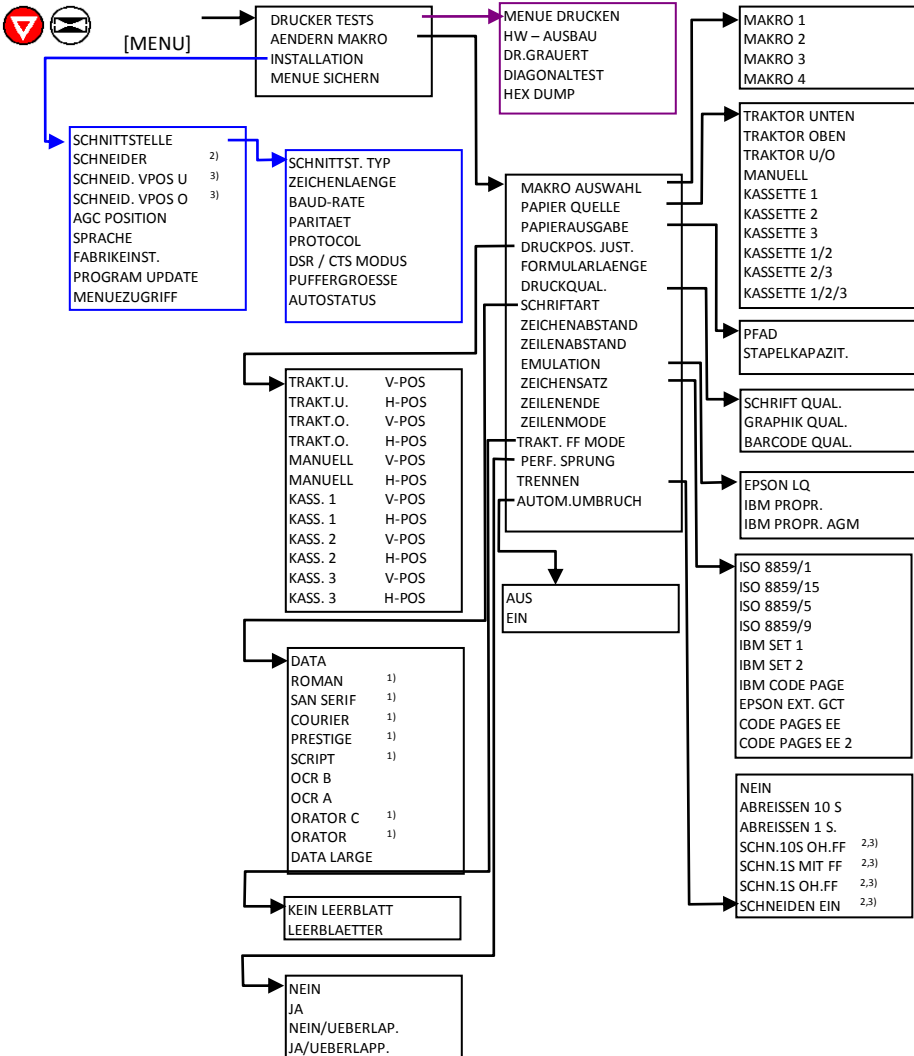 [MENU]
DRUCKER TESTS
AENDERN MAKRO
INSTALLATION
MENUE SICHERN
MENUE DRUCKEN
HW – AUSBAU
DR.GRAUERT
DIAGONALTEST
HEX DUMP
MAKRO 1
MAKRO 2
MAKRO 3
MAKRO 4
SCHNITTSTELLE
SCHNEIDER 2)
SCHNEID. VPOS U 3)
SCHNEID. VPOS O 3)
AGC POSITION
SPRACHE
FABRIKEINST.
PROGRAM UPDATE
MENUEZUGRIFF
SCHNITTST. TYP
ZEICHENLAENGE
BAUD-RATE
PARITAET
PROTOCOL
DSR / CTS MODUS
PUFFERGROESSE
AUTOSTATUS
MAKRO AUSWAHL
PAPIER QUELLE
PAPIERAUSGABE
DRUCKPOS. JUST.
FORMULARLAENGE
DRUCKQUAL.
SCHRIFTART
ZEICHENABSTAND
ZEILENABSTAND
EMULATION
ZEICHENSATZ
ZEILENENDE
ZEILENMODE
TRAKT. FF MODE
PERF. SPRUNG
TRENNEN
AUTOM.UMBRUCH
TRAKTOR UNTEN
TRAKTOR OBEN
TRAKTOR U/O
MANUELL
KASSETTE 1
KASSETTE 2
KASSETTE 3
KASSETTE 1/2
KASSETTE 2/3
KASSETTE 1/2/3
PFAD
STAPELKAPAZIT.
SCHRIFT QUAL.
GRAPHIK QUAL.
BARCODE QUAL.
EPSON LQ
IBM PROPR.
IBM PROPR. AGM
ISO 8859/1
ISO 8859/15
ISO 8859/5
ISO 8859/9
IBM SET 1
IBM SET 2
IBM CODE PAGE
EPSON EXT. GCT
CODE PAGES EE
CODE PAGES EE 2
NEIN
ABREISSEN 10 S
ABREISSEN 1 S.
SCHN.10S OH.FF 2,3)
SCHN.1S MIT FF 2,3)
SCHN.1S OH.FF 2,3)
SCHNEIDEN EIN 2,3)
TRAKT.U. V-POS
TRAKT.U. H-POS
TRAKT.O. V-POS
TRAKT.O. H-POS
MANUELL V-POS
MANUELL H-POS
KASS. 1 V-POS
KASS. 1 H-POS
KASS. 2 V-POS
KASS. 2 H-POS
KASS. 3 V-POS
KASS. 3 H-POS
AUS
EIN
DATA
ROMAN 1)
SAN SERIF 1)
COURIER 1)
PRESTIGE 1)
SCRIPT 1)
OCR B
OCR A
ORATOR C 1)
ORATOR 1)
DATA LARGE
KEIN LEERBLATT
LEERBLAETTER
NEIN
JA
NEIN/UEBERLAP.
JA/UEBERLAPP.